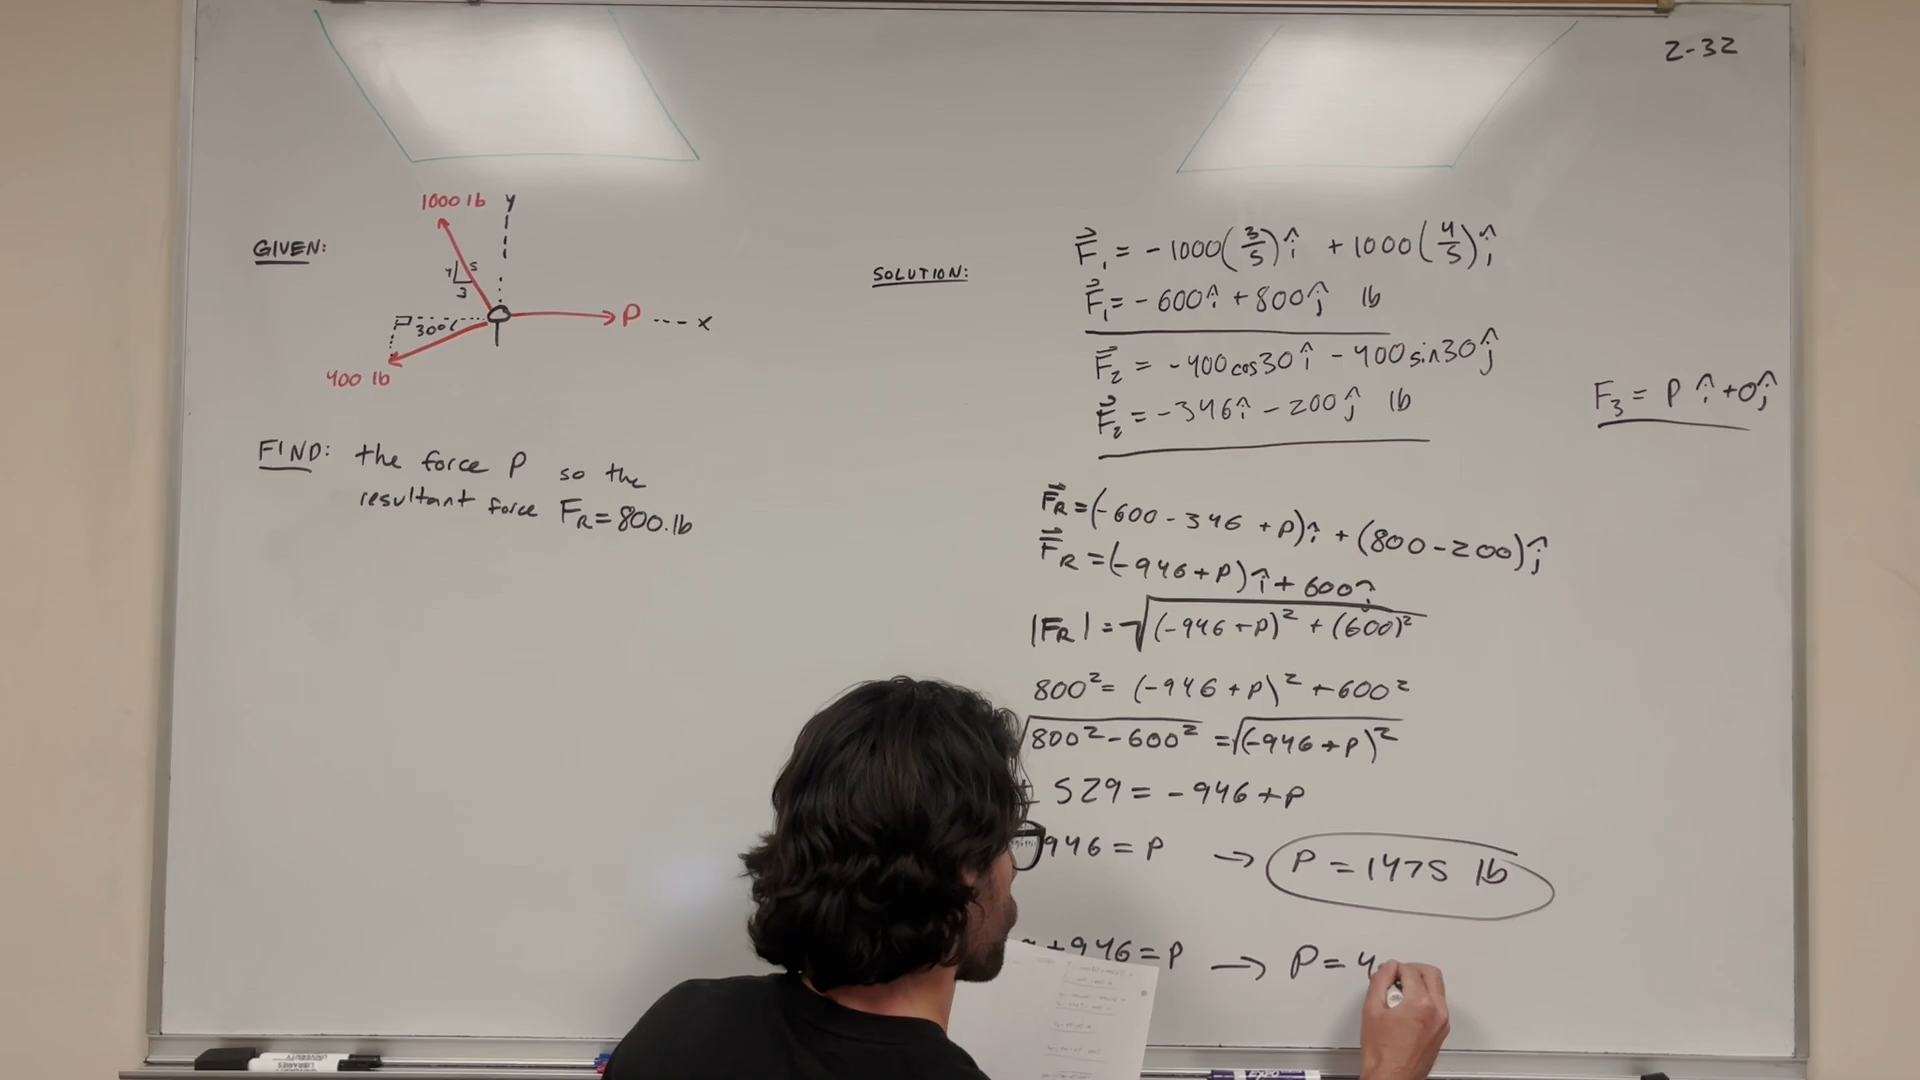 2-32
GIVEN:
1000 lb
y
4
5
3
30°
P --- x
400 lb
FIND: the force P so the
resultant force F_R = 800. lb
SOLUTION:
F⃗₁ = -1000(3/5)î + 1000(4/5)ĵ
F⃗₁ = -600î + 800ĵ lb
F⃗₂ = -400cos30î - 400sin30ĵ
F⃗₂ = -346î - 200ĵ lb
F₃ = P î + 0ĵ
F⃗_R = (-600 - 346 + P)î + (800 - 200)ĵ
F⃗_R = (-946 + P)î + 600ĵ
|F_R| = √((-946 + P)² + (600)²)
800² = (-946 + P)² + 600²
√(800² - 600²) = √((-946 + P)²)
± 529 = -946 + P
946 = P → P = 1475 lb
+ 946 = P → P = 4